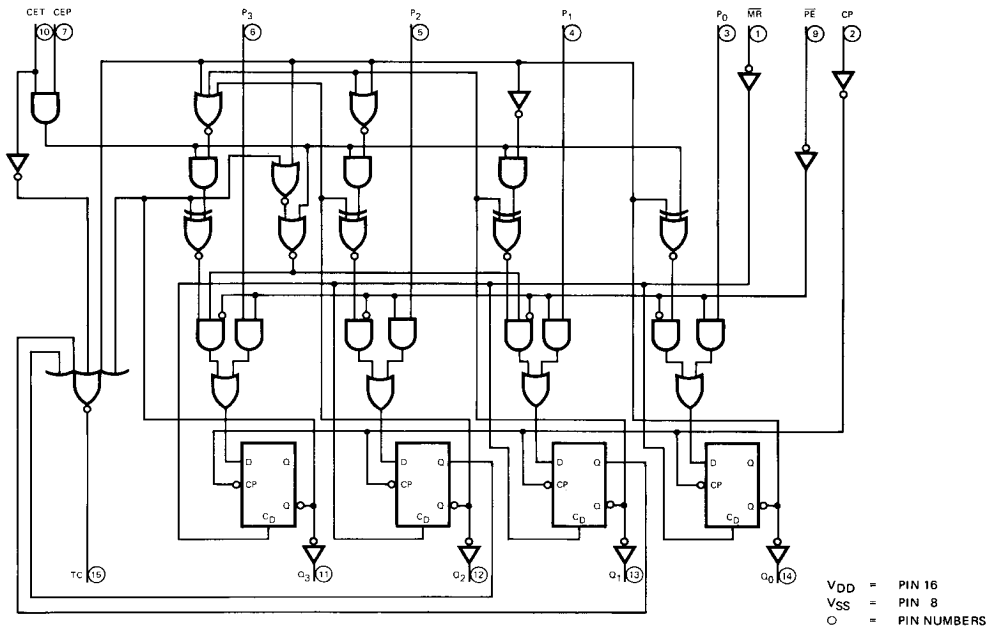 CET CEP P3 P2 P1 P0 MR PE CP
10 7 6 5 4 3 1 9 2
D Q D Q D Q D Q
CP CP CP CP
Q Q Q Q
CD CD CD CD
TC 15 Q3 11 Q2 12 Q1 13 Q0 14
VDD = PIN 16
VSS = PIN 8
O = PIN NUMBERS